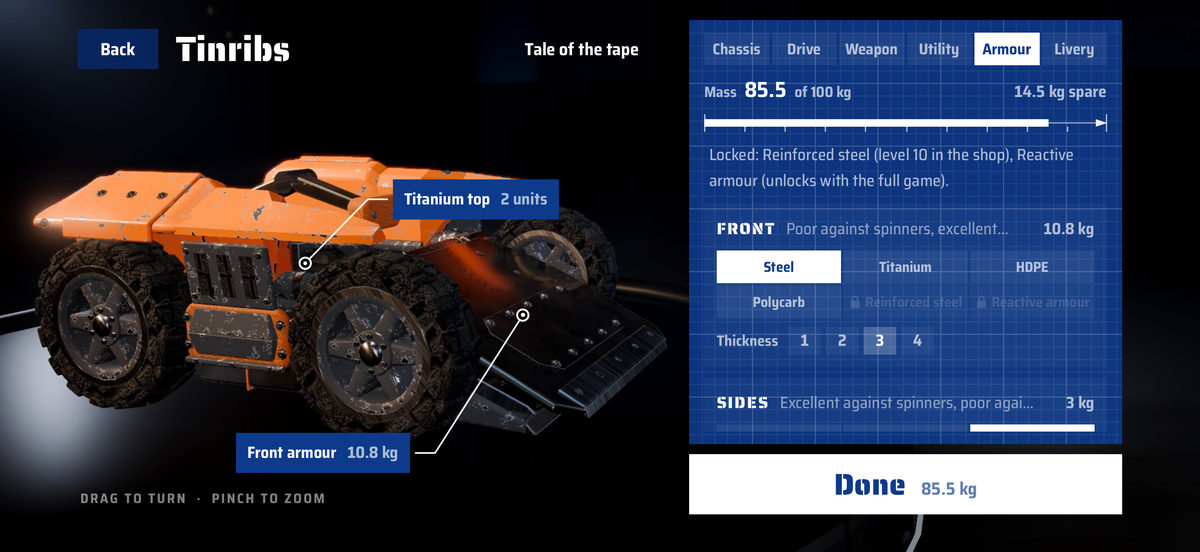 Back
Tinribs
Tale of the tape
Chassis Drive Weapon Utility Armour Livery
Mass 85.5 of 100 kg
14.5 kg spare
Locked: Reinforced steel (level 10 in the shop), Reactive
armour (unlocks with the full game).
FRONT Poor against spinners, excellent... 10.8 kg
Steel Titanium HDPE
Polycarb Reinforced steel Reactive armour
Thickness 1 2 3 4
SIDES Excellent against spinners, poor agai... 3 kg
Titanium top 2 units
Front armour 10.8 kg
DRAG TO TURN · PINCH TO ZOOM
Done 85.5 kg